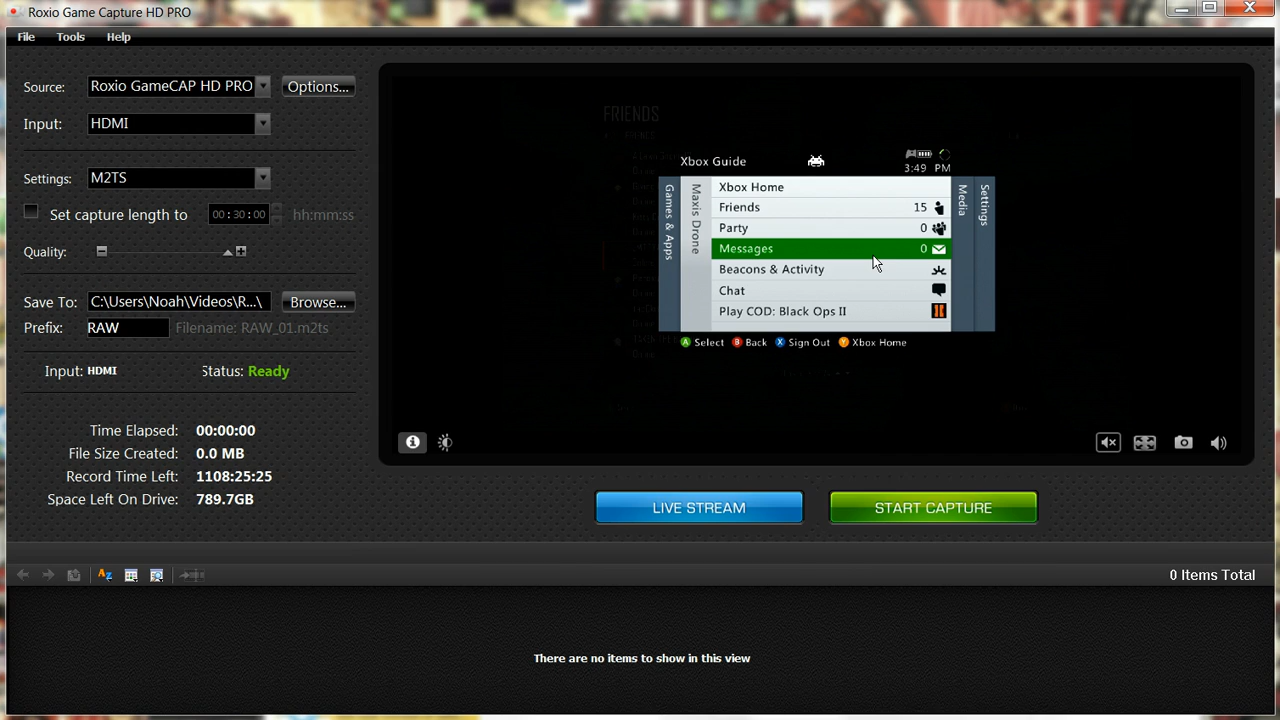 Roxio Game Capture HD PRO
File Tools Help
Source: Roxio GameCAP HD PRO Options...
Input: HDMI
Settings: M2TS
Set capture length to 00:30:00 hh:mm:ss
Quality:
Save To: C:\Users\Noah\Videos\R...\ Browse...
Prefix: RAW Filename: RAW_01.m2ts
Input: HDMI Status: Ready
Time Elapsed: 00:00:00
File Size Created: 0.0 MB
Record Time Left: 1108:25:25
Space Left On Drive: 789.7GB
FRIENDS
Xbox Guide 3:49 PM
Games & Apps
Maxis Drone
Xbox Home
Friends 15
Party 0
Messages 0
Beacons & Activity
Chat
Play COD: Black Ops II
Media
Settings
A Select B Back X Sign Out Y Xbox Home
LIVE STREAM START CAPTURE
AZ
0 Items Total
There are no items to show in this view